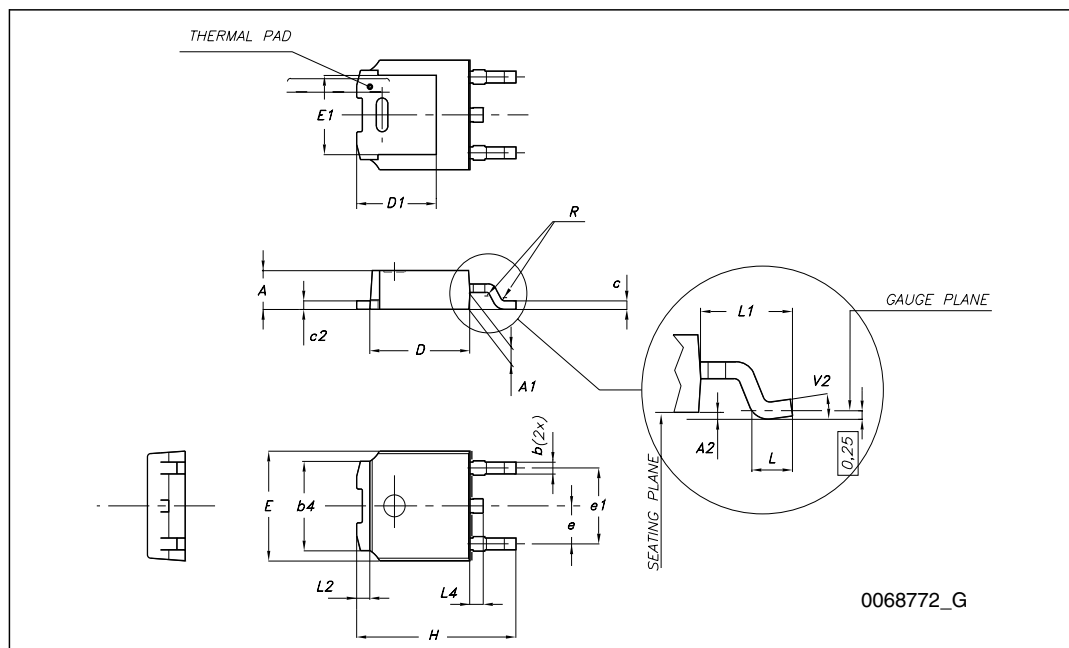 THERMAL PAD
E1
D1
R
A
c
c2
D
A1
L1
GAUGE PLANE
V2
A2
L
0,25
SEATING PLANE
b(2x)
E
b4
e
e1
L2
L4
H
0068772_G